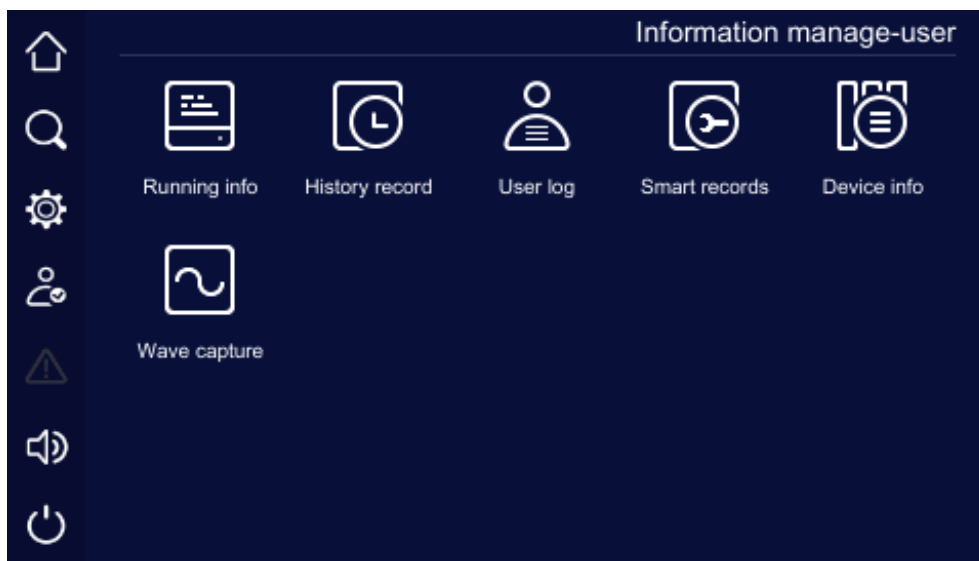 Information manage-user
Running info
History record
User log
Smart records
Device info
Wave capture